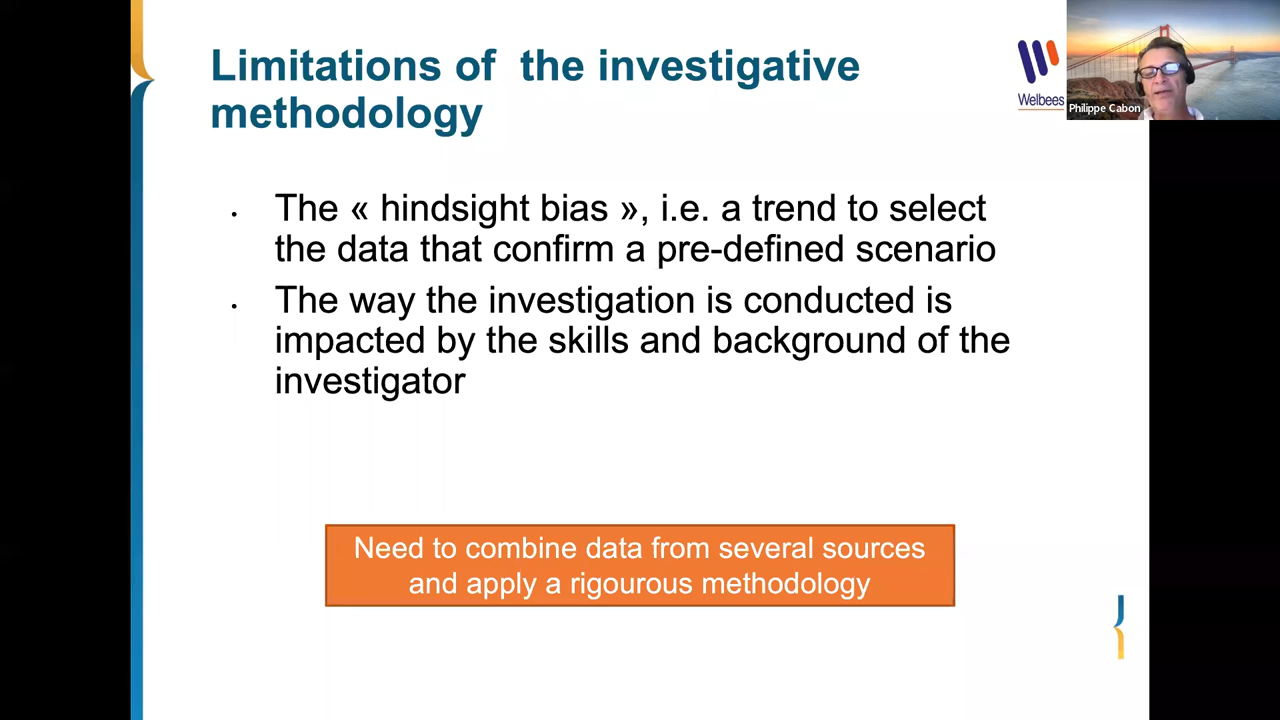 Limitations of  the investigative
methodology
Welbees
Philippe Cabon
• The « hindsight bias », i.e. a trend to select
the data that confirm a pre-defined scenario
• The way the investigation is conducted is
impacted by the skills and background of the
investigator
Need to combine data from several sources
and apply a rigourous methodology